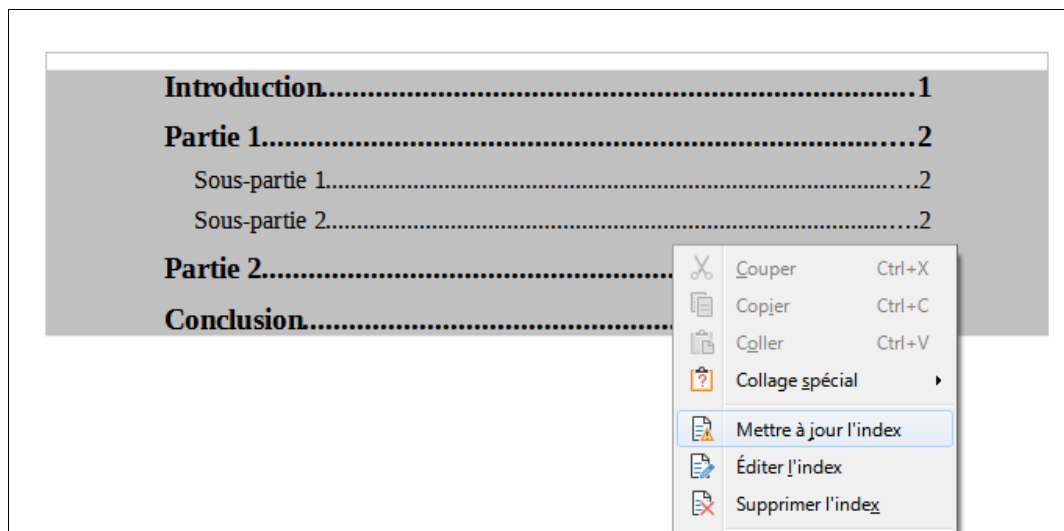 Introduction..........1
Partie 1..........2
Sous-partie 1..........2
Sous-partie 2..........2
Partie 2..........
Conclusion..........
Couper Ctrl+X
Copier Ctrl+C
Coller Ctrl+V
Collage spécial
Mettre à jour l'index
Éditer l'index
Supprimer l'index